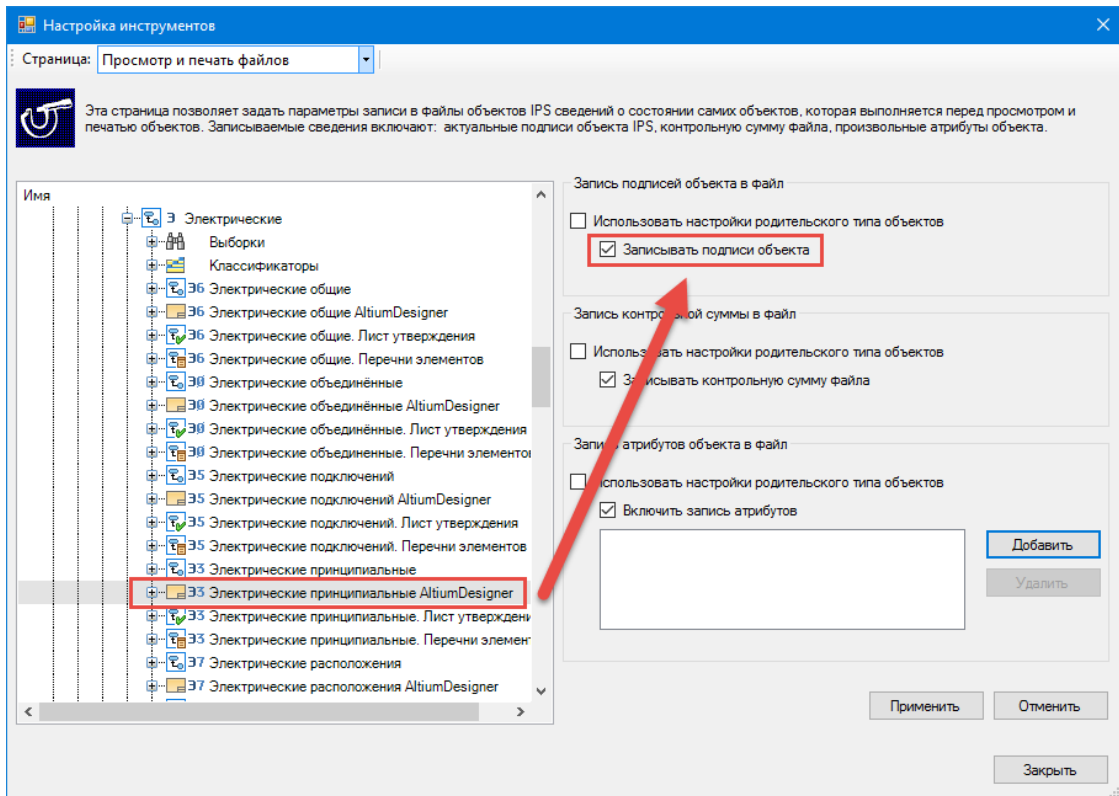 Настройка инструментов
Страница: Просмотр и печать файлов
Эта страница позволяет задать параметры записи в файлы объектов IPS сведений о состоянии самих объектов, которая выполняется перед просмотром и
печатью объектов. Записываемые сведения включают: актуальные подписи объекта IPS, контрольную сумму файла, произвольные атрибуты объекта.
Имя
Э Электрические
Выборки
Классификаторы
Э6 Электрические общие
Э6 Электрические общие AltiumDesigner
Э6 Электрические общие. Лист утверждения
Э6 Электрические общие. Перечни элементов
Э0 Электрические объединённые
Э0 Электрические объединённые AltiumDesigner
Э0 Электрические объединённые. Лист утверждения
Э0 Электрические объединенные. Перечни элементо
Э5 Электрические подключений
Э5 Электрические подключений AltiumDesigner
Э5 Электрические подключений. Лист утверждения
Э5 Электрические подключений. Перечни элементов
Э3 Электрические принципиальные
Э3 Электрические принципиальные AltiumDesigner
Э3 Электрические принципиальные. Лист утверждени
Э3 Электрические принципиальные. Перечни элемен
Э7 Электрические расположения
Э7 Электрические расположения AltiumDesigner
Запись подписей объекта в файл
Использовать настройки родительского типа объектов
Записывать подписи объекта
Запись контрольной суммы в файл
Использовать настройки родительского типа объектов
Записывать контрольную сумму файла
Запись атрибутов объекта в файл
Использовать настройки родительского типа объектов
Включить запись атрибутов
Добавить
Удалить
Применить
Отменить
Закрыть